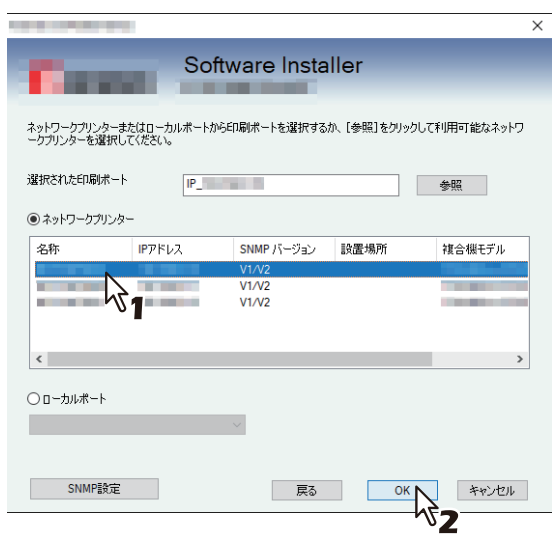 Software Installer
ネットワークプリンターまたはローカルポートから印刷ポートを選択するか、[参照]をクリックして利用可能なネットワ
ークプリンターを選択してください。
選択された印刷ポート
IP_
参照
ネットワークプリンター
名称 IPアドレス SNMP バージョン 設置場所 複合機モデル
V1/V2
V1/V2
V1/V2
1
ローカルポート
SNMP設定 戻る OK キャンセル
2